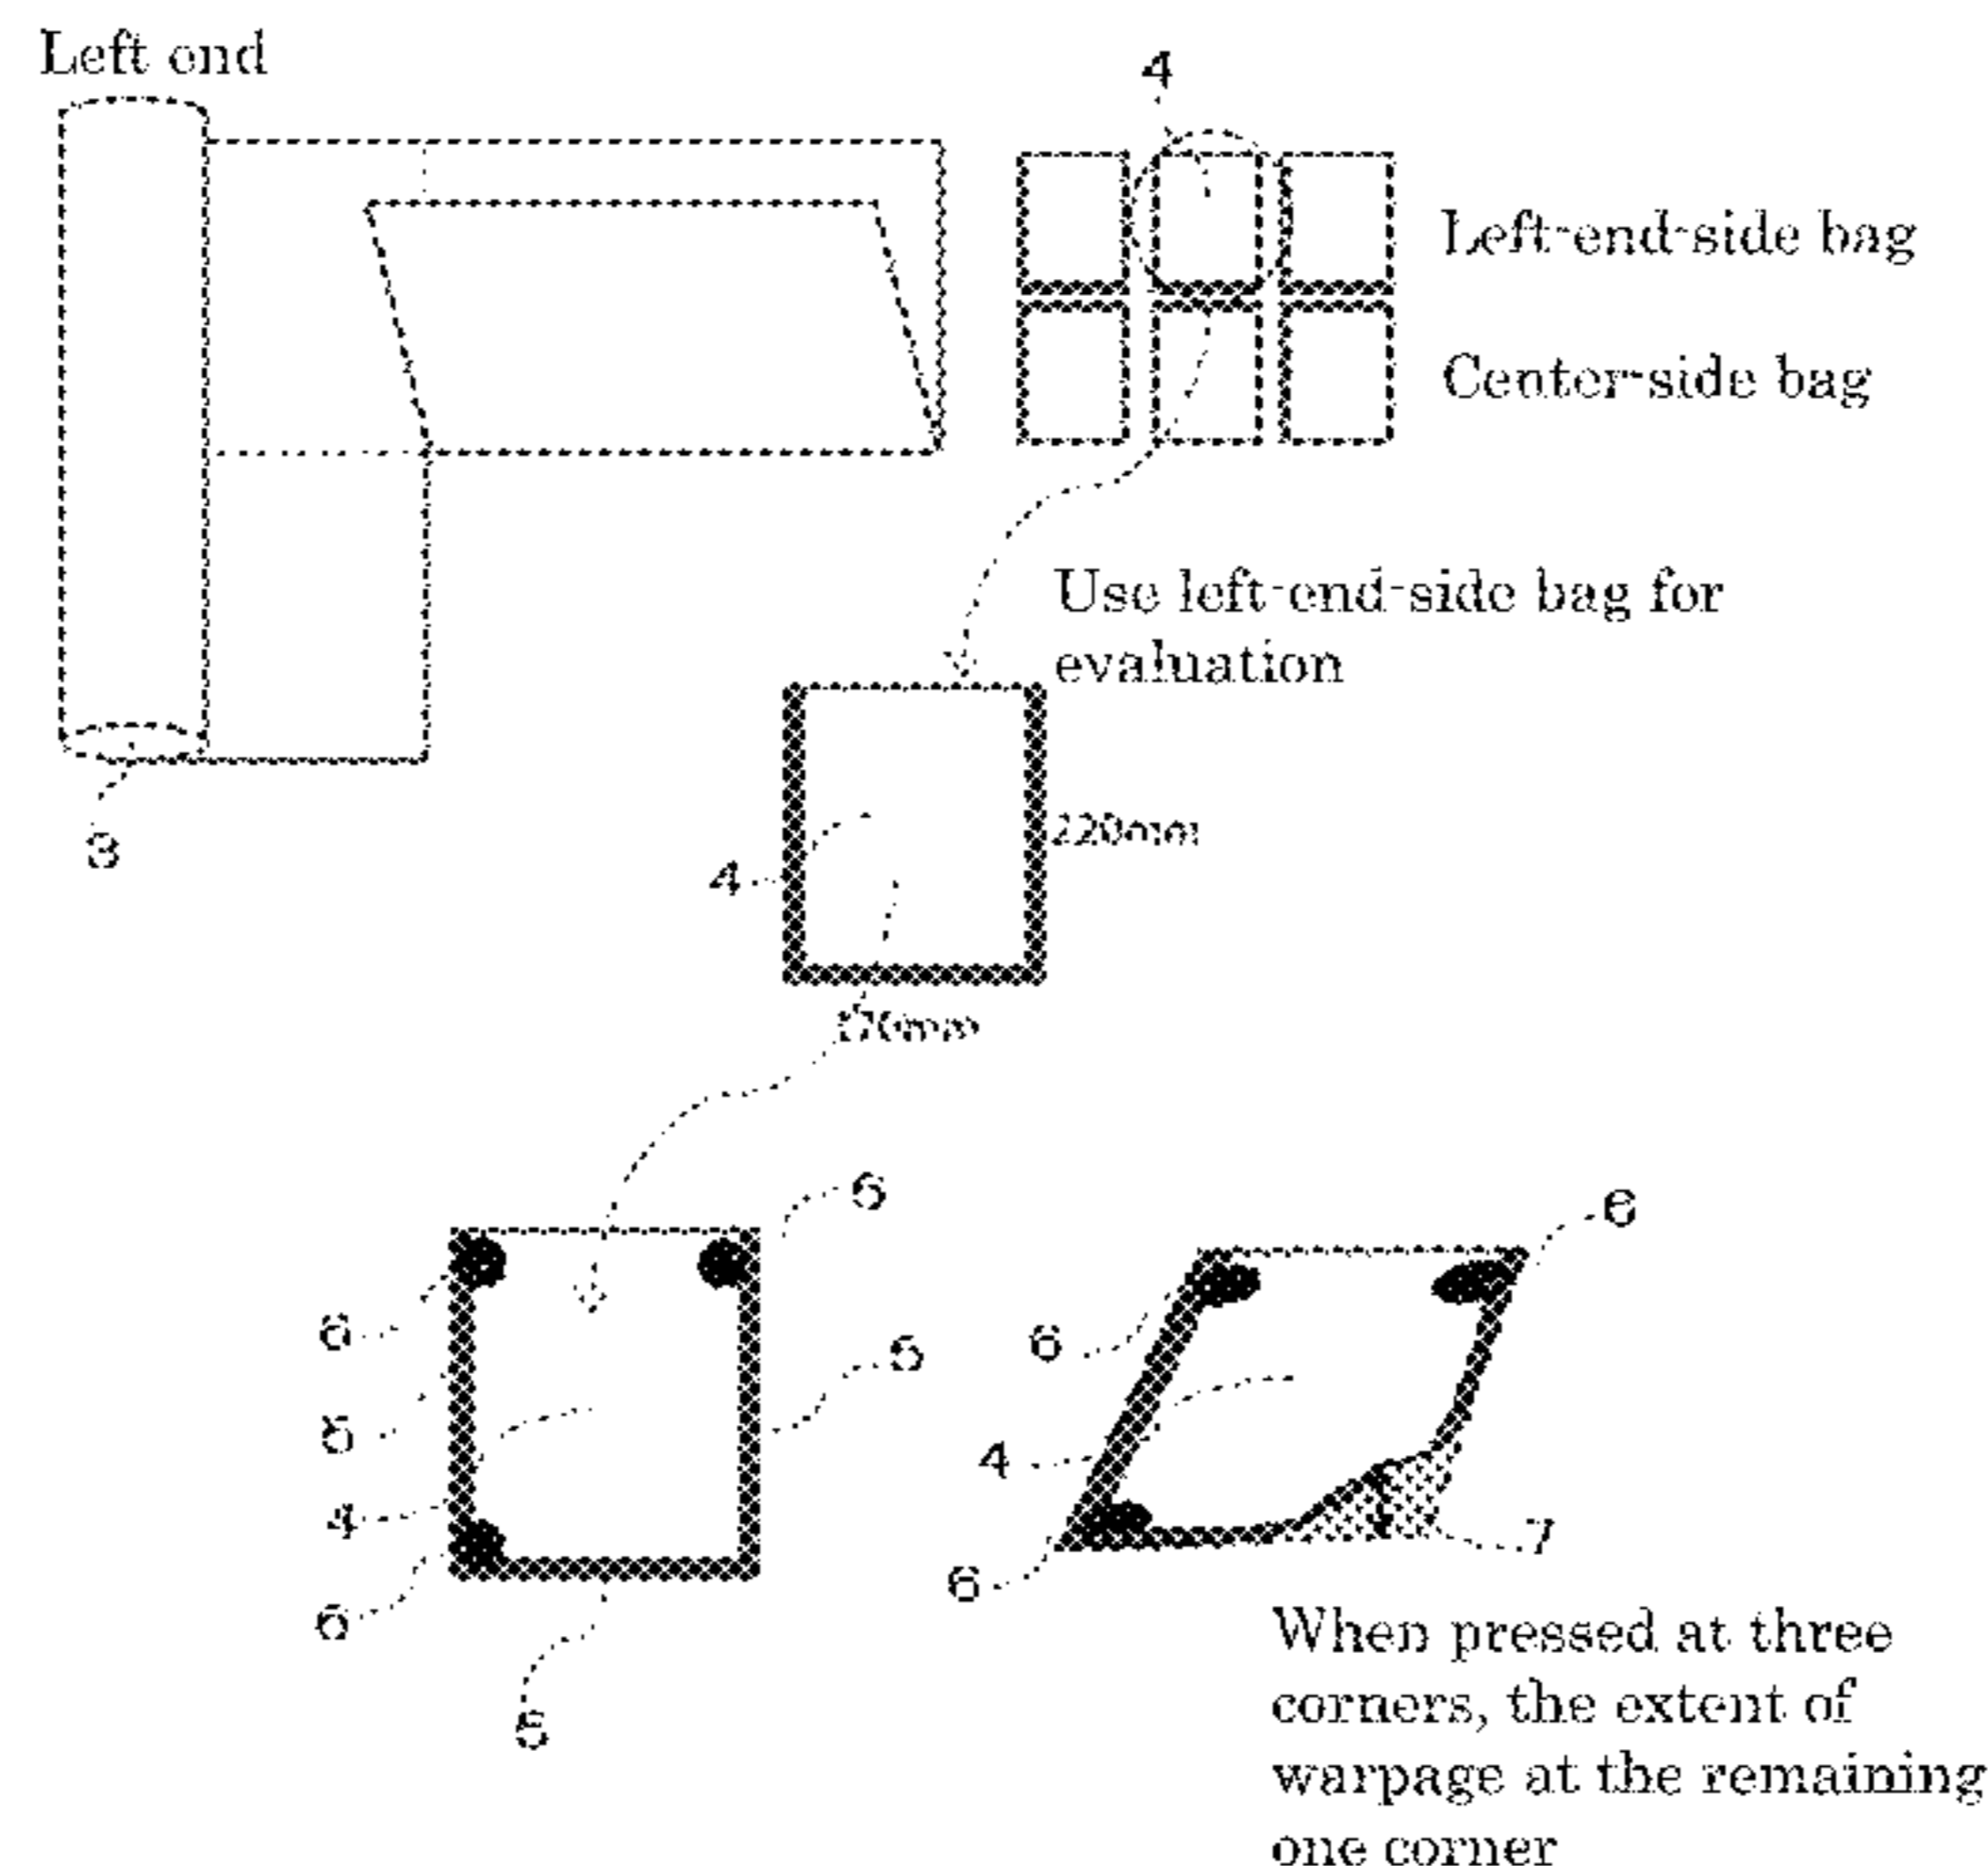 Left end
4
Left-end-side bag
Center-side bag
Use left-end-side bag for
evaluation
3
220mm
4
170mm
6
6
6
6
5
5
4
4
6
6
7
5
When pressed at three
corners, the extent of
warpage at the remaining
one corner